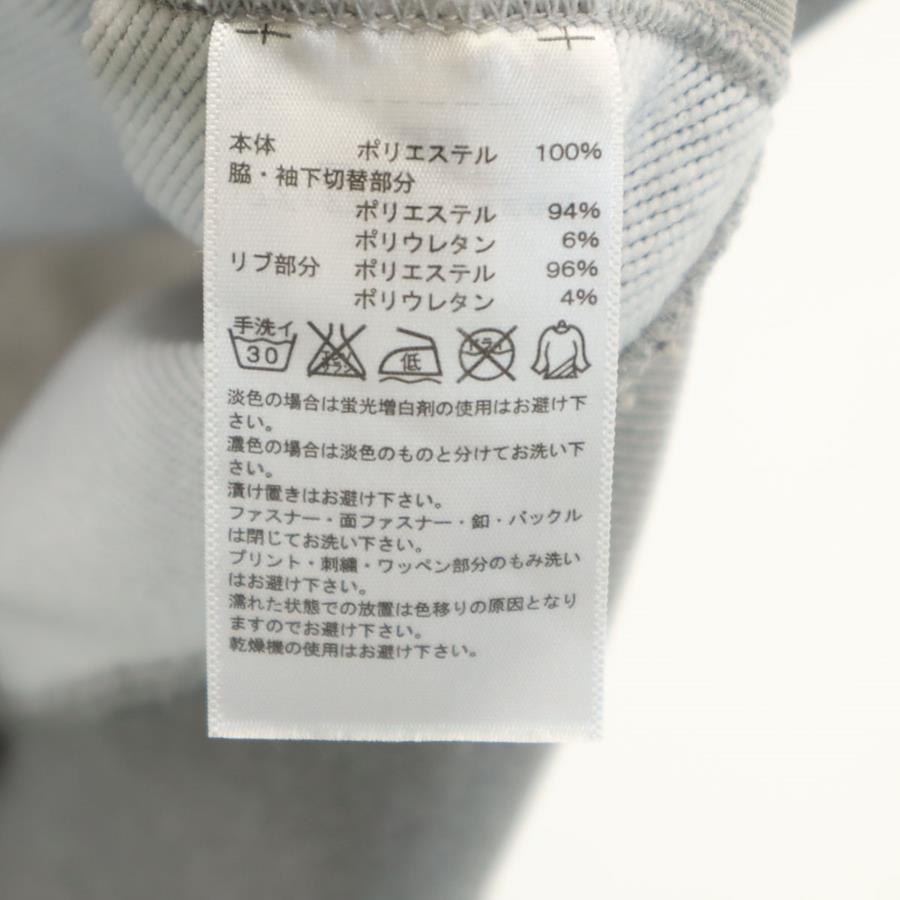 本体 ポリエステル 100%
脇・袖下切替部分
ポリエステル 94%
ポリウレタン 6%
リブ部分 ポリエステル 96%
ポリウレタン 4%
手洗イ 30 エンソサラシ 低 ドライ
淡色の場合は蛍光増白剤の使用はお避け下
さい。
濃色の場合は淡色のものと分けてお洗い下
さい。
漬け置きはお避け下さい。
ファスナー・面ファスナー・釦・バックル
は閉じてお洗い下さい。
プリント・刺繍・ワッペン部分のもみ洗い
はお避け下さい。
濡れた状態での放置は色移りの原因となり
ますのでお避け下さい。
乾燥機の使用はお避け下さい。